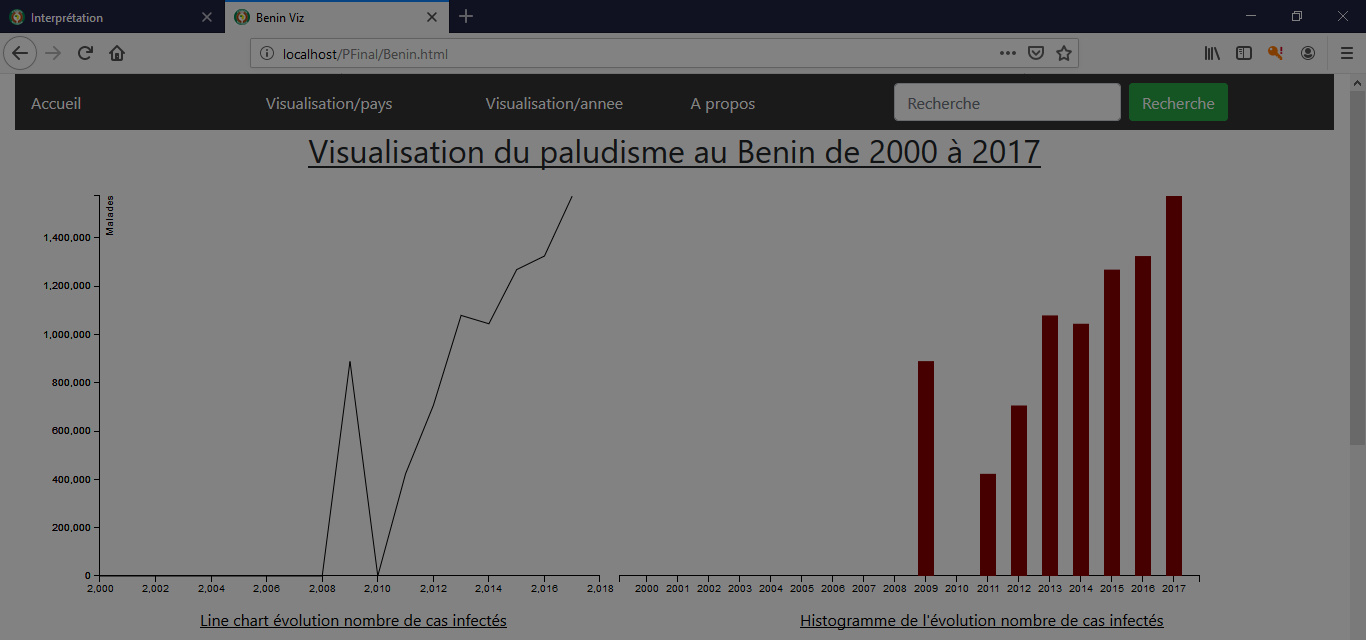 Interprétation
Benin Viz
localhost/PFinal/Benin.html
Accueil Visualisation/pays Visualisation/annee A propos Recherche Recherche
Visualisation du paludisme au Benin de 2000 à 2017
Malades
1,400,000
1,200,000
1,000,000
800,000
600,000
400,000
200,000
0
2,000 2,002 2,004 2,006 2,008 2,010 2,012 2,014 2,016 2,018
2000 2001 2002 2003 2004 2005 2006 2007 2008 2009 2010 2011 2012 2013 2014 2015 2016 2017
Line chart évolution nombre de cas infectés
Histogramme de l'évolution nombre de cas infectés